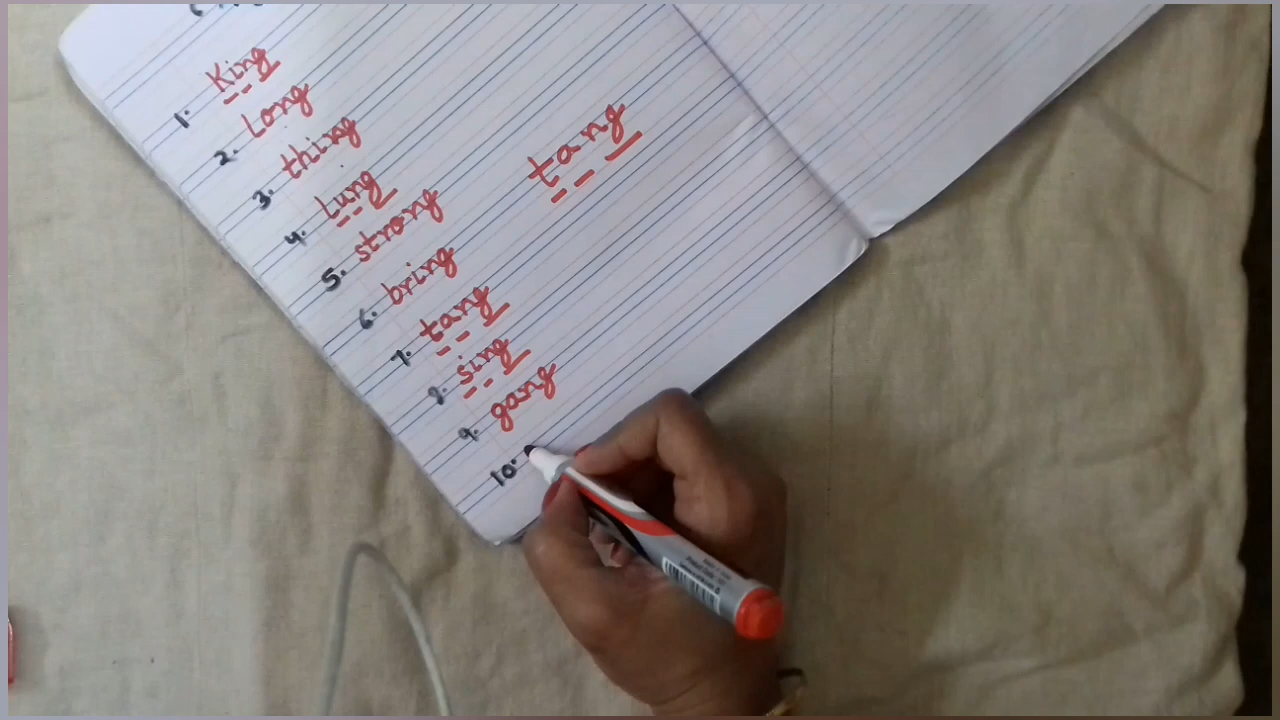 1. King
2. Long
3. thing
4. Lung
5. strong
6. bring
7. tang
8. sing
9. gang
10.
tang